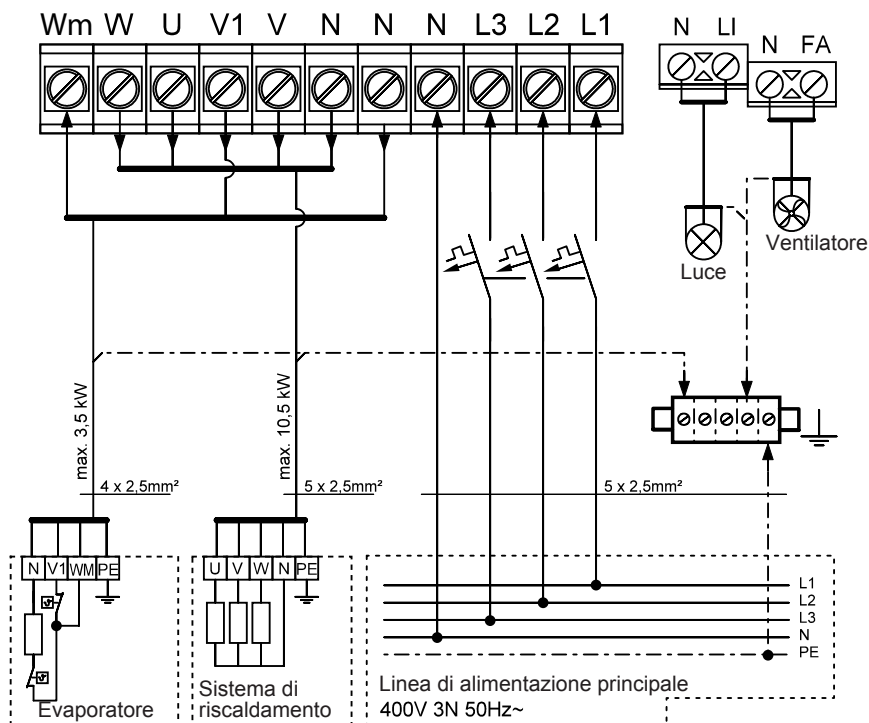 Wm W U V1 V N N N L3 L2 L1
N LI
N FA
Ventilatore
Luce
max. 3,5 kW
max. 10,5 kW
4 x 2,5mm²
5 x 2,5mm²
5 x 2,5mm²
N V1 WM PE
U V W N PE
L1
L2
L3
N
PE
Evaporatore
Sistema di
riscaldamento
Linea di alimentazione principale
400V 3N 50Hz~